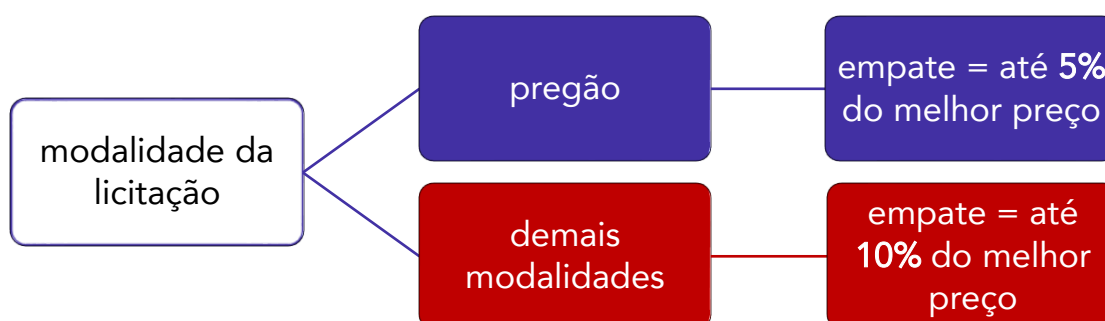 modalidade da
licitação
pregão
empate = até 5%
do melhor preço
demais
modalidades
empate = até
10% do melhor
preço